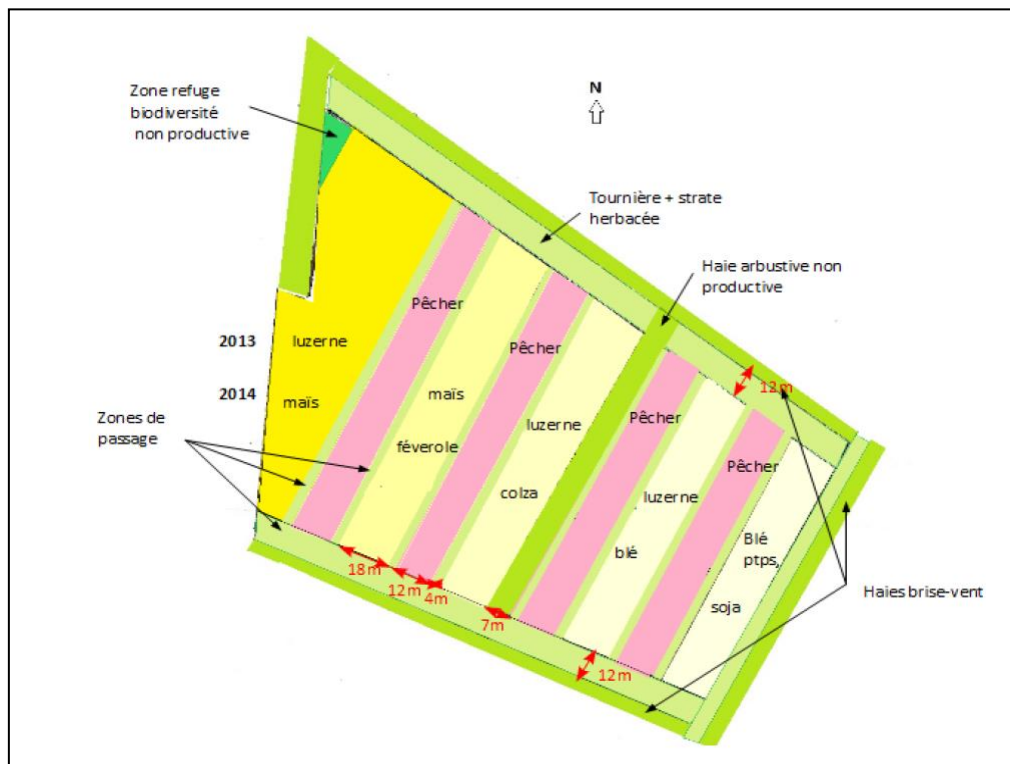 Zone refuge
biodiversité
non productive
N
Tournière + strate
herbacée
Haie arbustive non
productive
2013
luzerne
Pêcher
Pêcher
12m
2014
maïs
maïs
Zones de
passage
féverole
luzerne
Pêcher
Pêcher
colza
luzerne
blé
Blé
ptps
soja
Haies brise-vent
18m
12m
4m
7m
12m